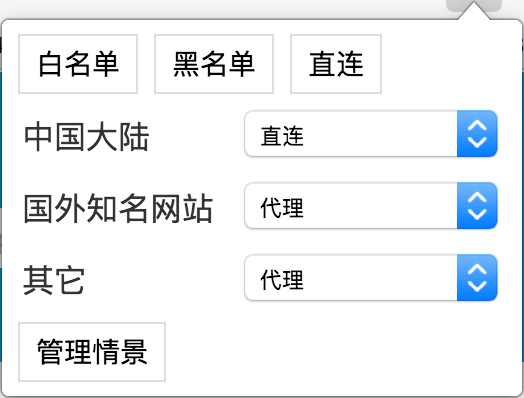 白名单 黑名单 直连
中国大陆 直连
国外知名网站 代理
其它 代理
管理情景